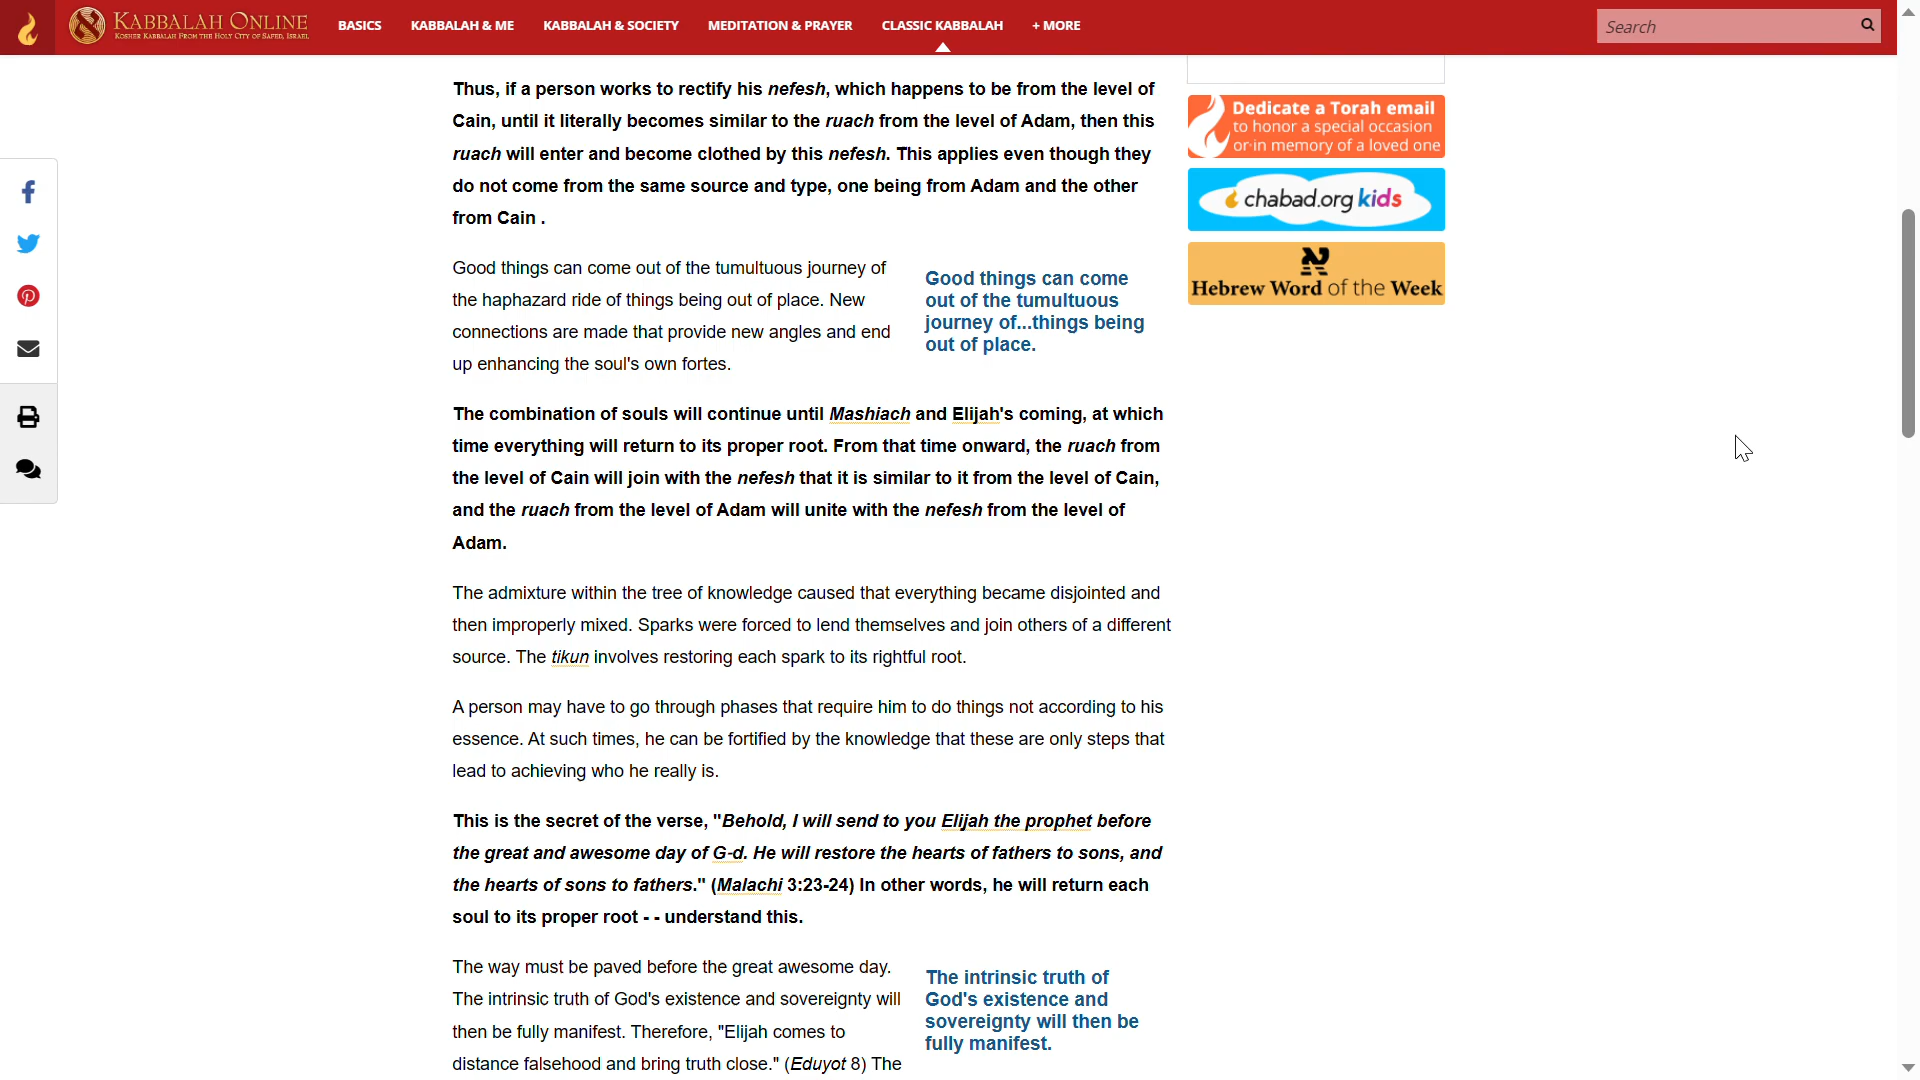 KABBALAH ONLINE
KOSHER KABBALAH FROM THE HOLY CITY OF SAFED, ISRAEL
BASICS
KABBALAH & ME
KABBALAH & SOCIETY
MEDITATION & PRAYER
CLASSIC KABBALAH
+ MORE
Search
Thus, if a person works to rectify his nefesh, which happens to be from the level of
Cain, until it literally becomes similar to the ruach from the level of Adam, then this
ruach will enter and become clothed by this nefesh. This applies even though they
do not come from the same source and type, one being from Adam and the other
from Cain .
Good things can come out of the tumultuous journey of
the haphazard ride of things being out of place. New
connections are made that provide new angles and end
up enhancing the soul's own fortes.
Good things can come
out of the tumultuous
journey of...things being
out of place.
The combination of souls will continue until Mashiach and Elijah's coming, at which
time everything will return to its proper root. From that time onward, the ruach from
the level of Cain will join with the nefesh that it is similar to it from the level of Cain,
and the ruach from the level of Adam will unite with the nefesh from the level of
Adam.
The admixture within the tree of knowledge caused that everything became disjointed and
then improperly mixed. Sparks were forced to lend themselves and join others of a different
source. The tikun involves restoring each spark to its rightful root.
A person may have to go through phases that require him to do things not according to his
essence. At such times, he can be fortified by the knowledge that these are only steps that
lead to achieving who he really is.
This is the secret of the verse, "Behold, I will send to you Elijah the prophet before
the great and awesome day of G-d. He will restore the hearts of fathers to sons, and
the hearts of sons to fathers." (Malachi 3:23-24) In other words, he will return each
soul to its proper root - - understand this.
The way must be paved before the great awesome day.
The intrinsic truth of God's existence and sovereignty will
then be fully manifest. Therefore, "Elijah comes to
distance falsehood and bring truth close." (Eduyot 8) The
The intrinsic truth of
God's existence and
sovereignty will then be
fully manifest.
Dedicate a Torah email
to honor a special occasion
or in memory of a loved one
chabad.org kids
א
Hebrew Word of the Week